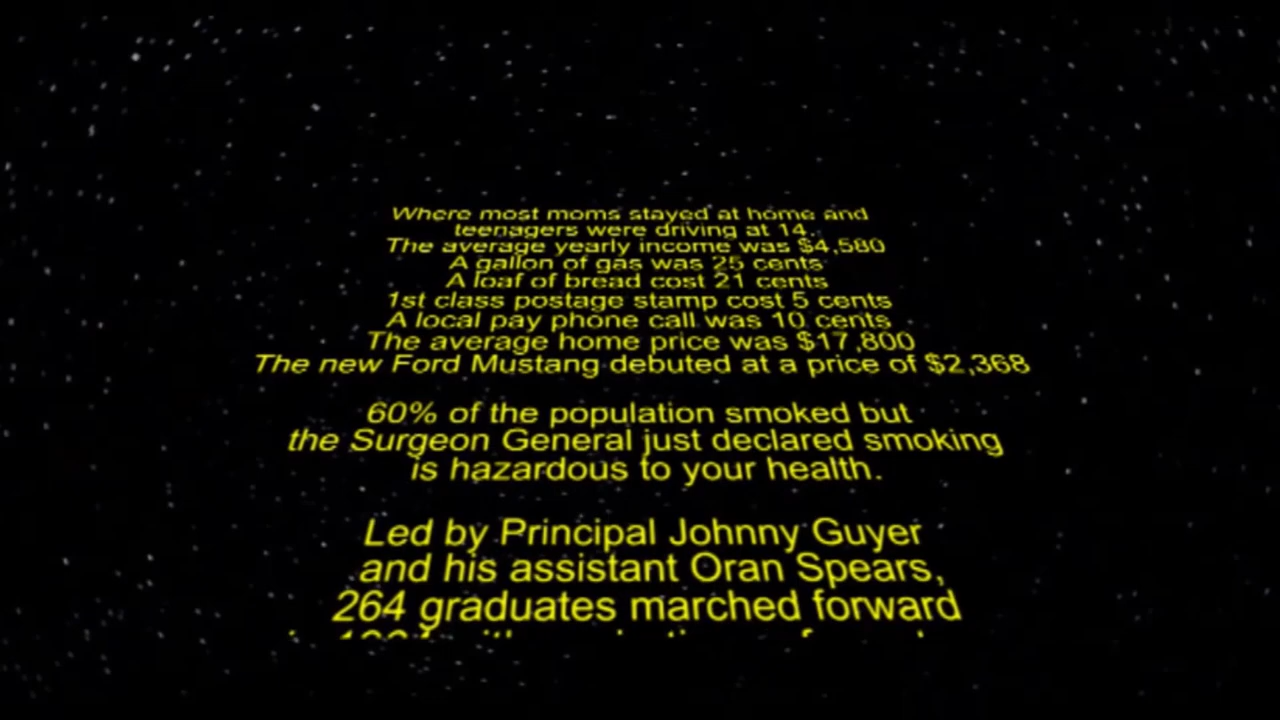 Where most moms stayed at home and
teenagers were driving at 14.
The average yearly income was $4,580
A gallon of gas was 25 cents
A loaf of bread cost 21 cents
1st class postage stamp cost 5 cents
A local pay phone call was 10 cents
The average home price was $17,800
The new Ford Mustang debuted at a price of $2,368
60% of the population smoked but
the Surgeon General just declared smoking
is hazardous to your health.
Led by Principal Johnny Guyer
and his assistant Oran Spears,
264 graduates marched forward